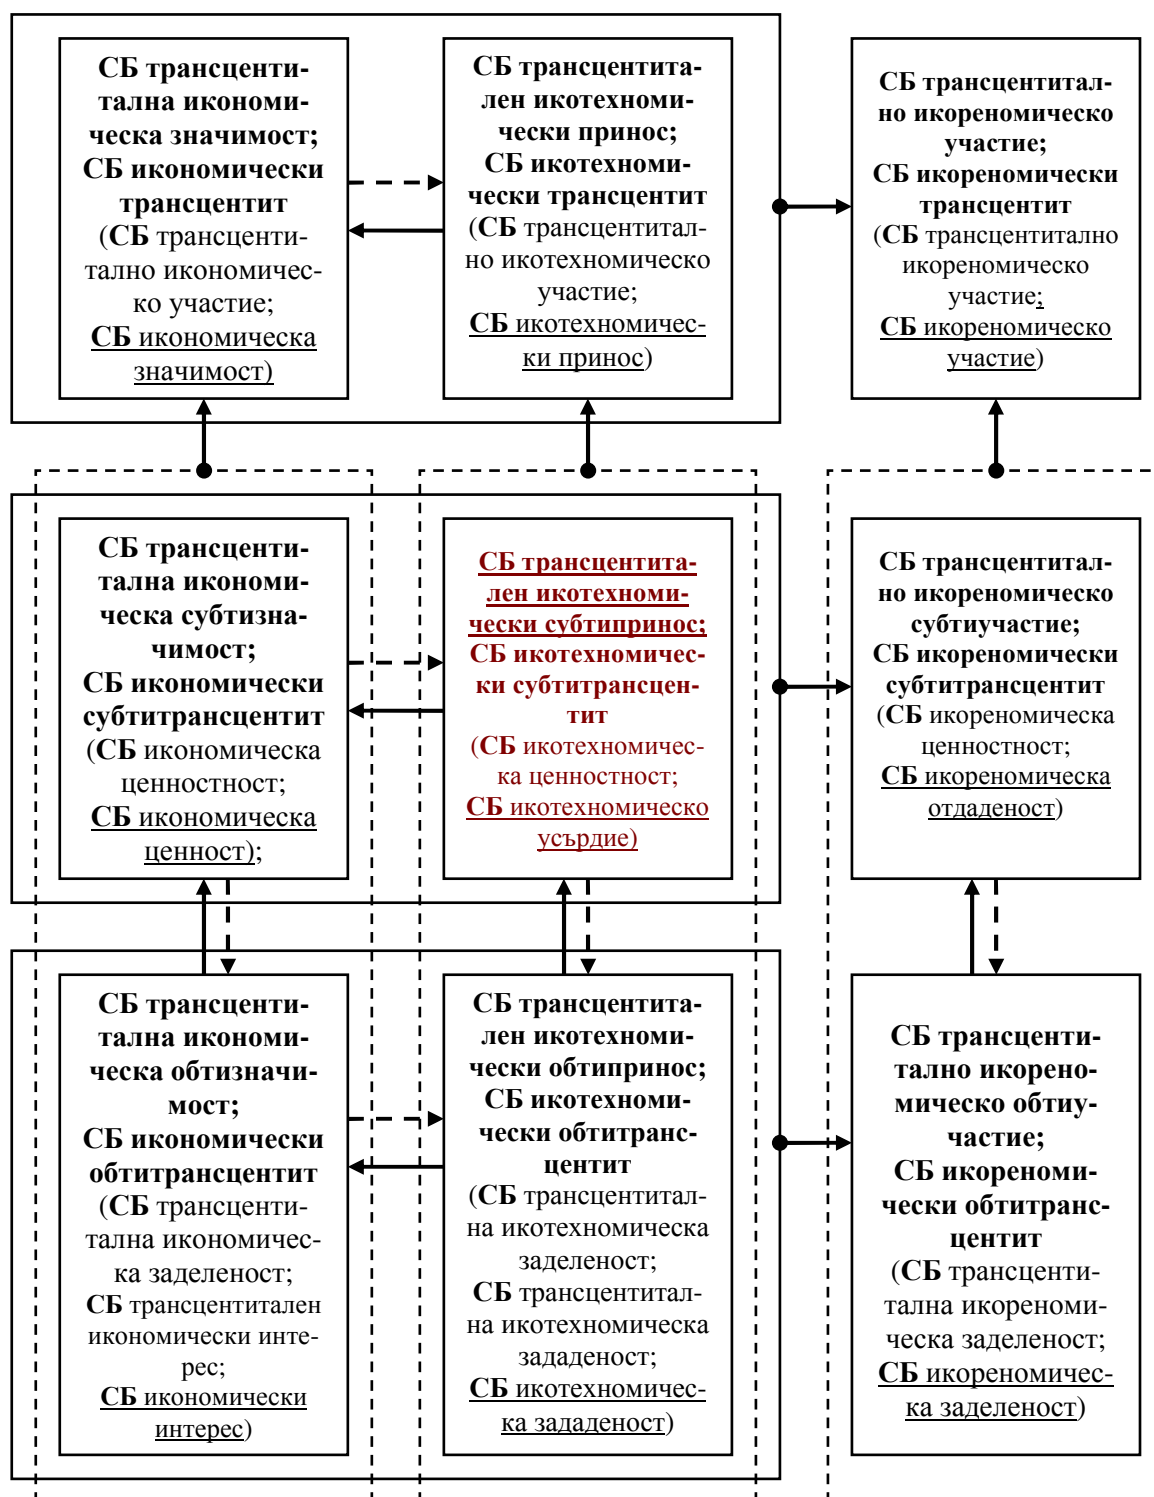 СБ трансценти-
тална икономи-
ческа значимост;
СБ икономически
трансцентит
(СБ трансценти-
тално икономичес-
ко участие;
СБ икономическа
значимост)
СБ трансцентита-
лен икотехноми-
чески принос;
СБ икотехноми-
чески трансцентит
(СБ трансцентитал-
но икотехномическо
участие;
СБ икотехномичес-
ки принос)
СБ трансцентитал-
но икореномическо
участие;
СБ икореномически
трансцентит
(СБ трансцентитално
икореномическо
участие;
СБ икореномическо
участие)
СБ трансценти-
тална икономи-
ческа субтизна-
чимост;
СБ икономически
субтитрансцентит
(СБ икономическа
ценностност;
СБ икономическа
ценност);
СБ трансцентита-
лен икотехноми-
чески субтипринос;
СБ икотехномичес-
ки субтитрансцен-
тит
(СБ икотехномичес-
ка ценностност;
СБ икотехномическо
усърдие)
СБ трансцентитал-
но икореномическо
субтиучастие;
СБ икореномически
субтитрансцентит
(СБ икореномическа
ценностност;
СБ икореномическа
отдаденост)
СБ трансценти-
тална икономи-
ческа обтизначи-
мост;
СБ икономически
обтитрансцентит
(СБ трансценти-
тална икономичес-
ка заделеност;
СБ трансцентитален
икономически инте-
рес;
СБ икономически
интерес)
СБ трансцентита-
лен икотехноми-
чески обтипринос;
СБ икотехноми-
чески обтитранс-
центит
(СБ трансцентитал-
на икотехномическа
заделеност;
СБ трансцентитал-
на икотехномическа
зададеност;
СБ икотехномичес-
ка зададеност)
СБ трансценти-
тално икорено-
мическо обтиу-
частие;
СБ икореноми-
чески обтитранс-
центит
(СБ трансценти-
тална икореноми-
ческа заделеност;
СБ икореномичес-
ка заделеност)